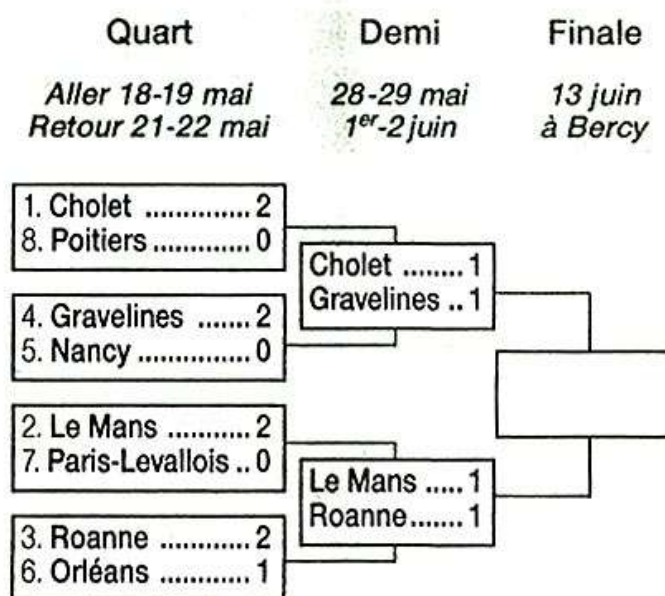 Quart Demi Finale
Aller 18-19 mai 28-29 mai 13 juin
Retour 21-22 mai 1er-2 juin à Bercy
1. Cholet .............. 2
8. Poitiers ............. 0
4. Gravelines ....... 2
5. Nancy .............. 0
2. Le Mans ........... 2
7. Paris-Levallois .. 0
3. Roanne ............ 2
6. Orléans ............ 1
Cholet ........ 1
Gravelines .. 1
Le Mans ..... 1
Roanne....... 1